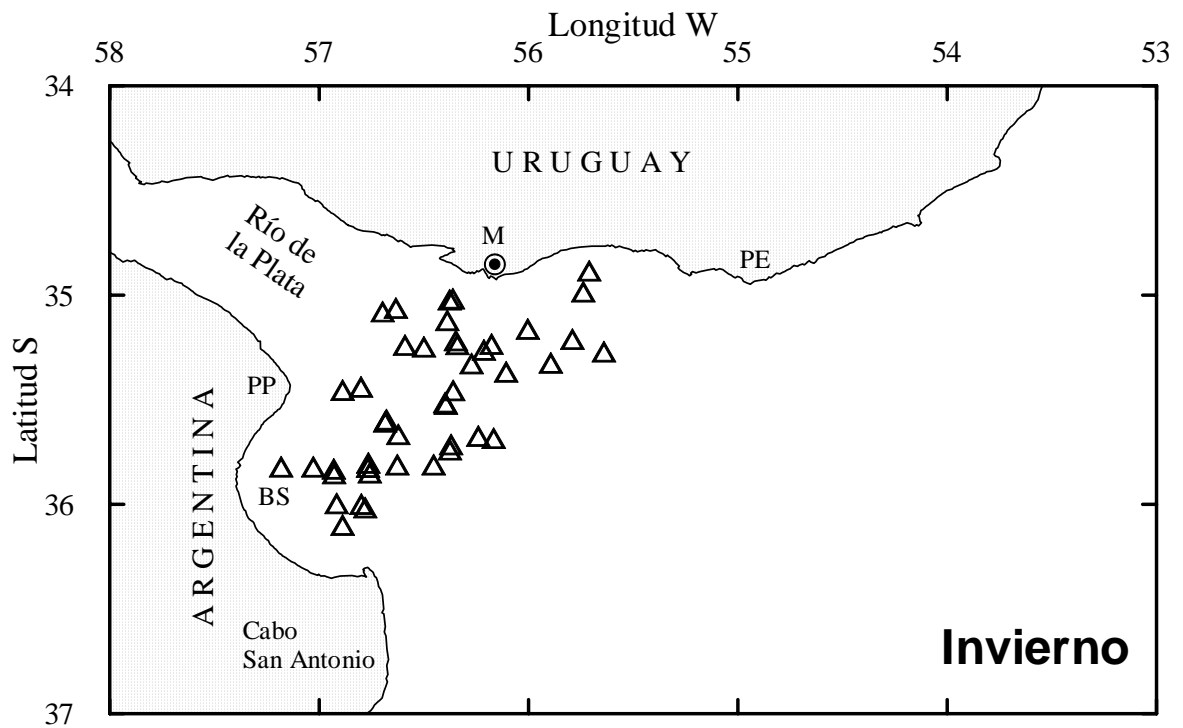 Longitud W
58 57 56 55 54 53
34
URUGUAY
Río de
la Plata
M
PE
35
Latitud S
PP
ARGENTINA
BS
36
Cabo
San Antonio
Invierno
37